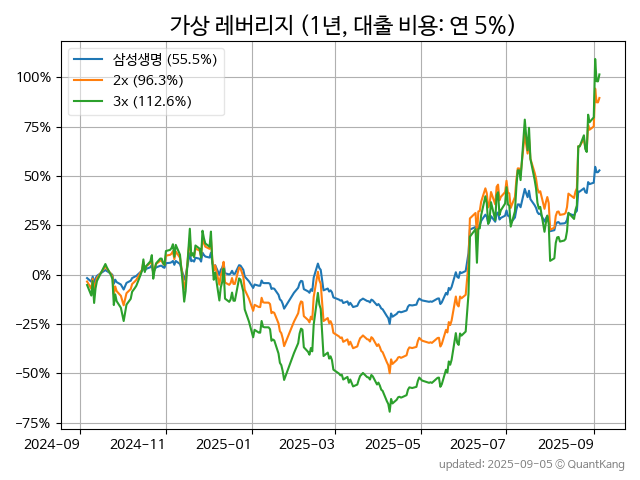 가상 레버리지 (1년, 대출 비용: 연 5%)
삼성생명 (55.5%)
2x (96.3%)
3x (112.6%)
100%
75%
50%
25%
0%
−25%
−50%
−75%
2024-09 2024-11 2025-01 2025-03 2025-05 2025-07 2025-09
updated: 2025-09-05 © QuantKang